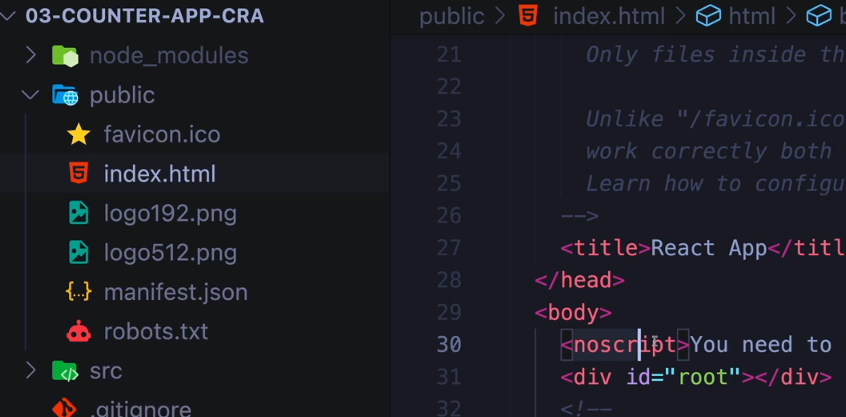 03-COUNTER-APP-CRA
node_modules
public
favicon.ico
index.html
logo192.png
logo512.png
manifest.json
robots.txt
src
.gitignore
public > index.html > html >
21 Only files inside
22
23 Unlike "/favicon.ico
24 work correctly both
25 Learn how to
26 -->
27 <title>React App</
28 </head>
29 <body>
30 <noscript>You need to
31 <div id="root"></div>
32 <!--